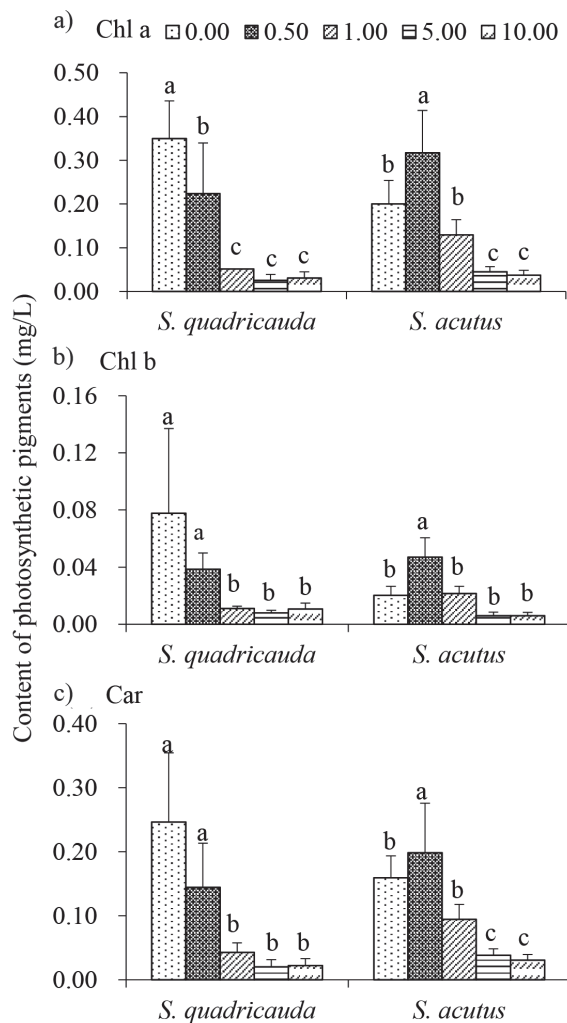 a) Chl a 0.00 0.50 1.00 5.00 10.00
0.50
0.40
0.30
0.20
0.10
0.00
a b c c c b a b c c
S. quadricauda S. acutus
b) Chl b
0.16
0.12
0.08
0.04
0.00
a a b b b b a b b b
S. quadricauda S. acutus
c) Car
0.40
0.30
0.20
0.10
0.00
a a b b b b a b c c
S. quadricauda S. acutus
Content of photosynthetic pigments (mg/L)